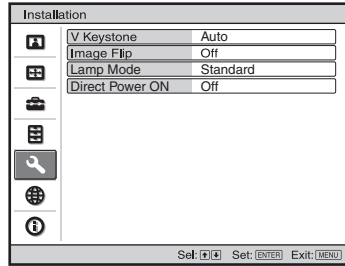 Installation
V Keystone Auto
Image Flip Off
Lamp Mode Standard
Direct Power ON Off
Sel: Set: ENTER Exit: MENU